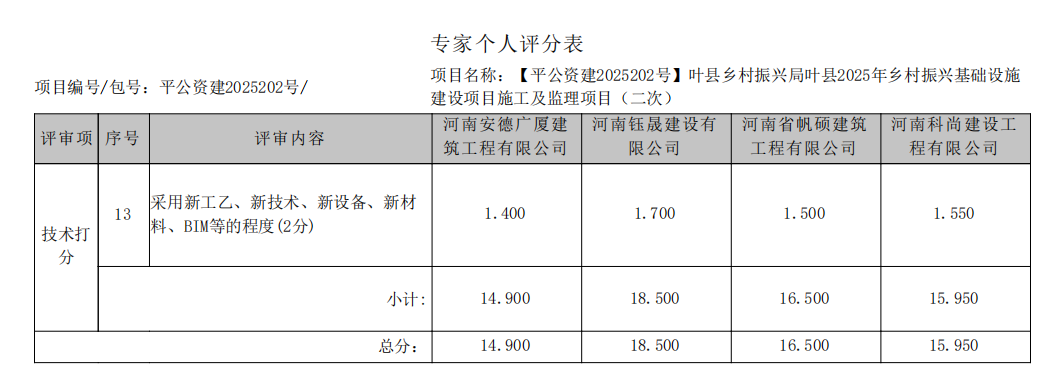 专家个人评分表
项目编号/包号：平公资建2025202号/
项目名称：【平公资建2025202号】叶县乡村振兴局叶县2025年乡村振兴基础设施
建设项目施工及监理项目（二次）
评审项 序号 评审内容 河南安德广厦建 河南钰晟建设有 河南省帆硕建筑 河南科尚建设工
筑工程有限公司 限公司 工程有限公司 程有限公司
技术打
分
13
采用新工乙、新技术、新设备、新材
料、BIM等的程度(2分)
1.400 1.700 1.500 1.550
小计: 14.900 18.500 16.500 15.950
总分: 14.900 18.500 16.500 15.950